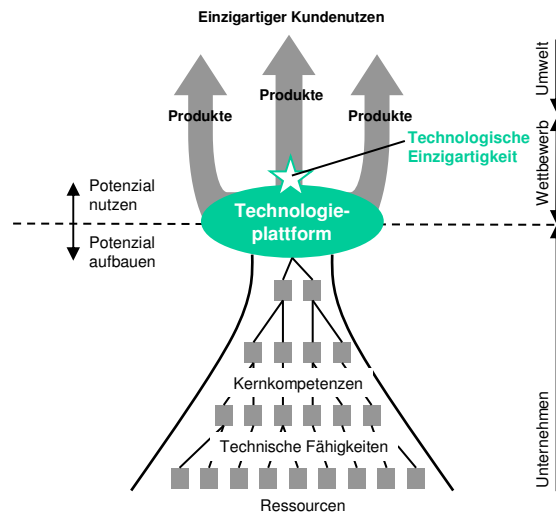 Einzigartiger Kundenutzen
Produkte
Produkte
Produkte
Technologische
Einzigartigkeit
Umwelt
Wettbewerb
Unternehmen
Potenzial
nutzen
Potenzial
aufbauen
Technologie-
plattform
Kernkompetenzen
Technische Fähigkeiten
Ressourcen